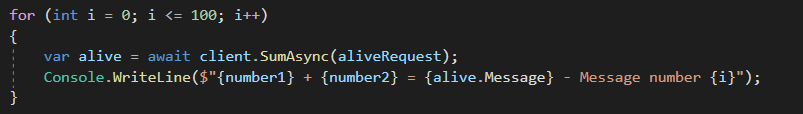 for (int i = 0; i <= 100; i++)
{
    var alive = await client.SumAsync(aliveRequest);
    Console.WriteLine($"{number1} + {number2} = {alive.Message} - Message number {i}");
}